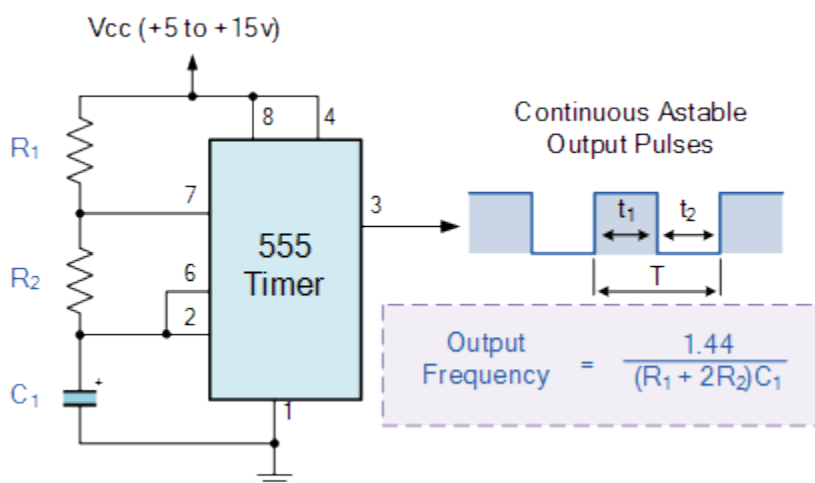 Vcc (+5 to +15v)
8
4
R1
7
3
555
Timer
R2
6
2
C1
+
1
Continuous Astable
Output Pulses
t1
t2
T
Output
Frequency
=
1.44
(R1 + 2R2)C1